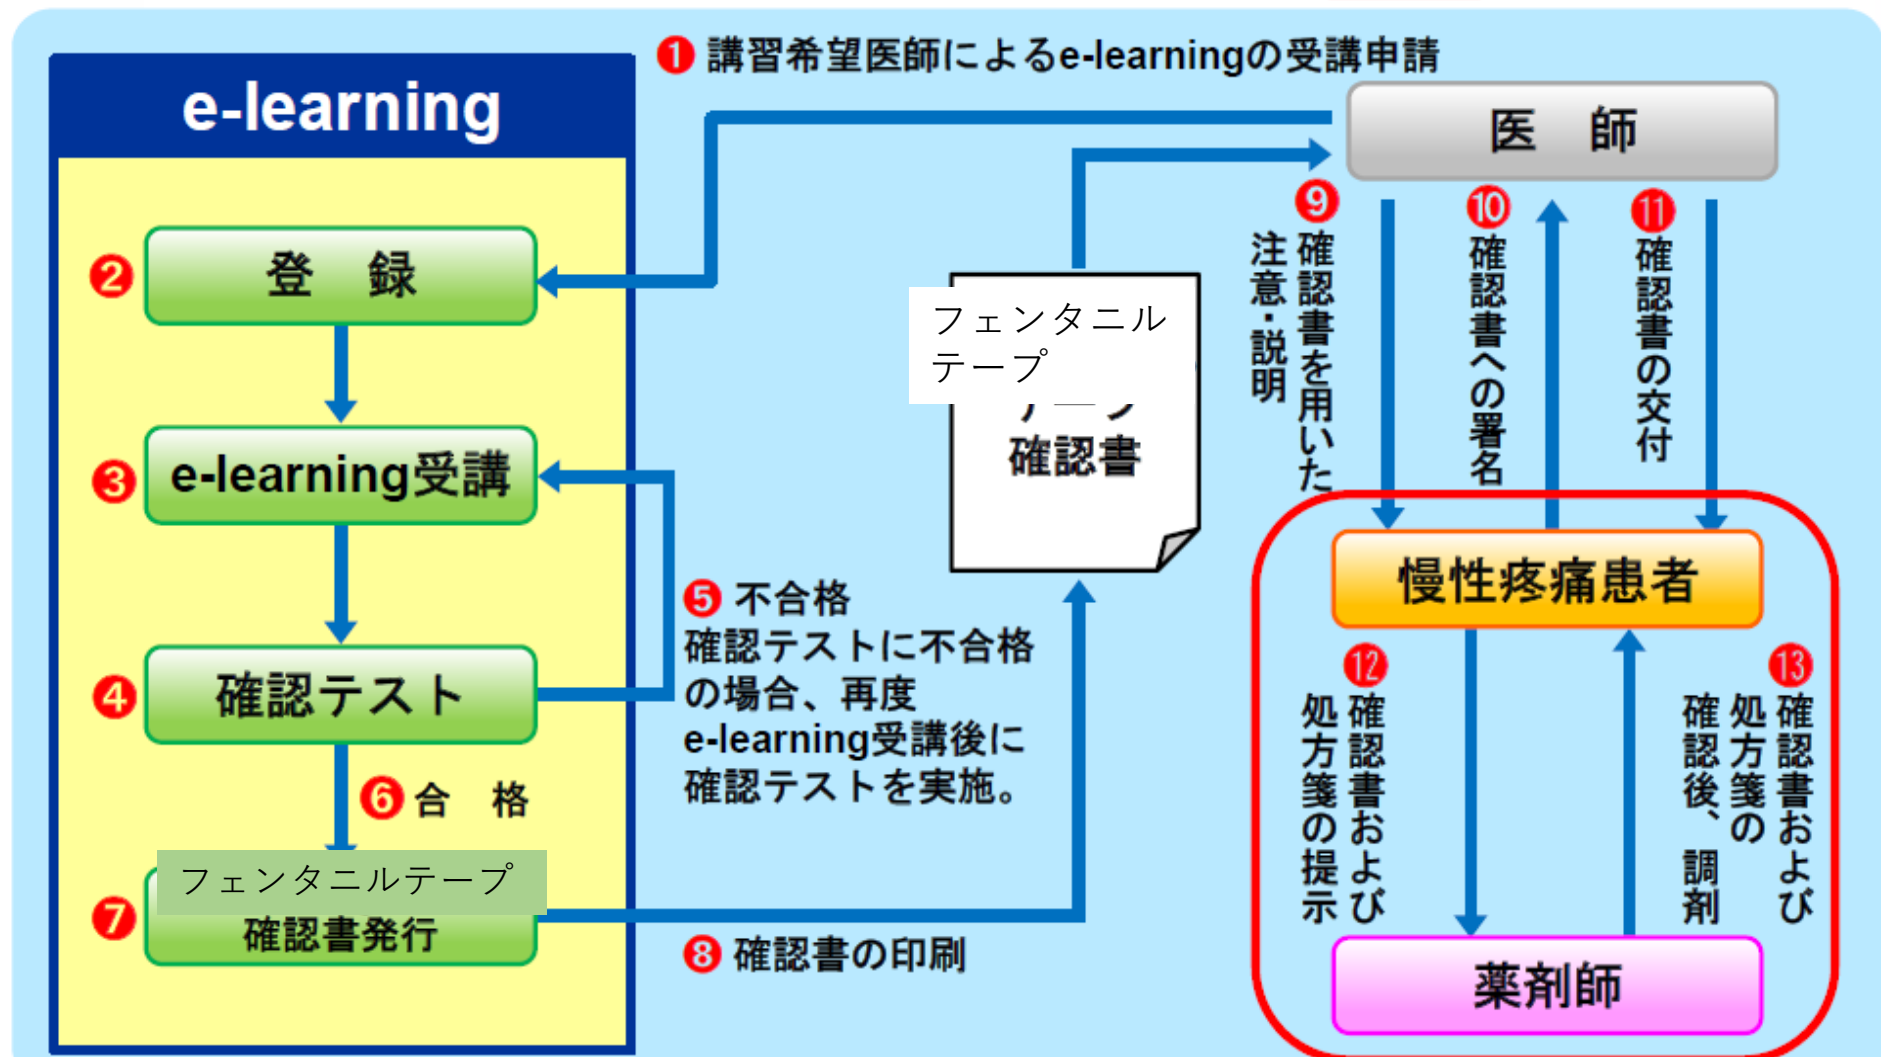 ❶ 講習希望医師によるe-learningの受講申請
e-learning
医　師
❷ 登　録
❸ e-learning受講
❹ 確認テスト
❺ 不合格
確認テストに不合格
の場合、再度
e-learning受講後に
確認テストを実施。
❻ 合　格
フェンタニルテープ
❼ 確認書発行
❽ 確認書の印刷
フェンタニル
テープ
確認書
❾ 確認書を用いた
注意・説明
❿ 確認書への署名
⓫ 確認書の交付
慢性疼痛患者
⓬ 確認書および
処方箋の提示
⓭ 確認書および
処方箋の
確認後、調剤
薬剤師